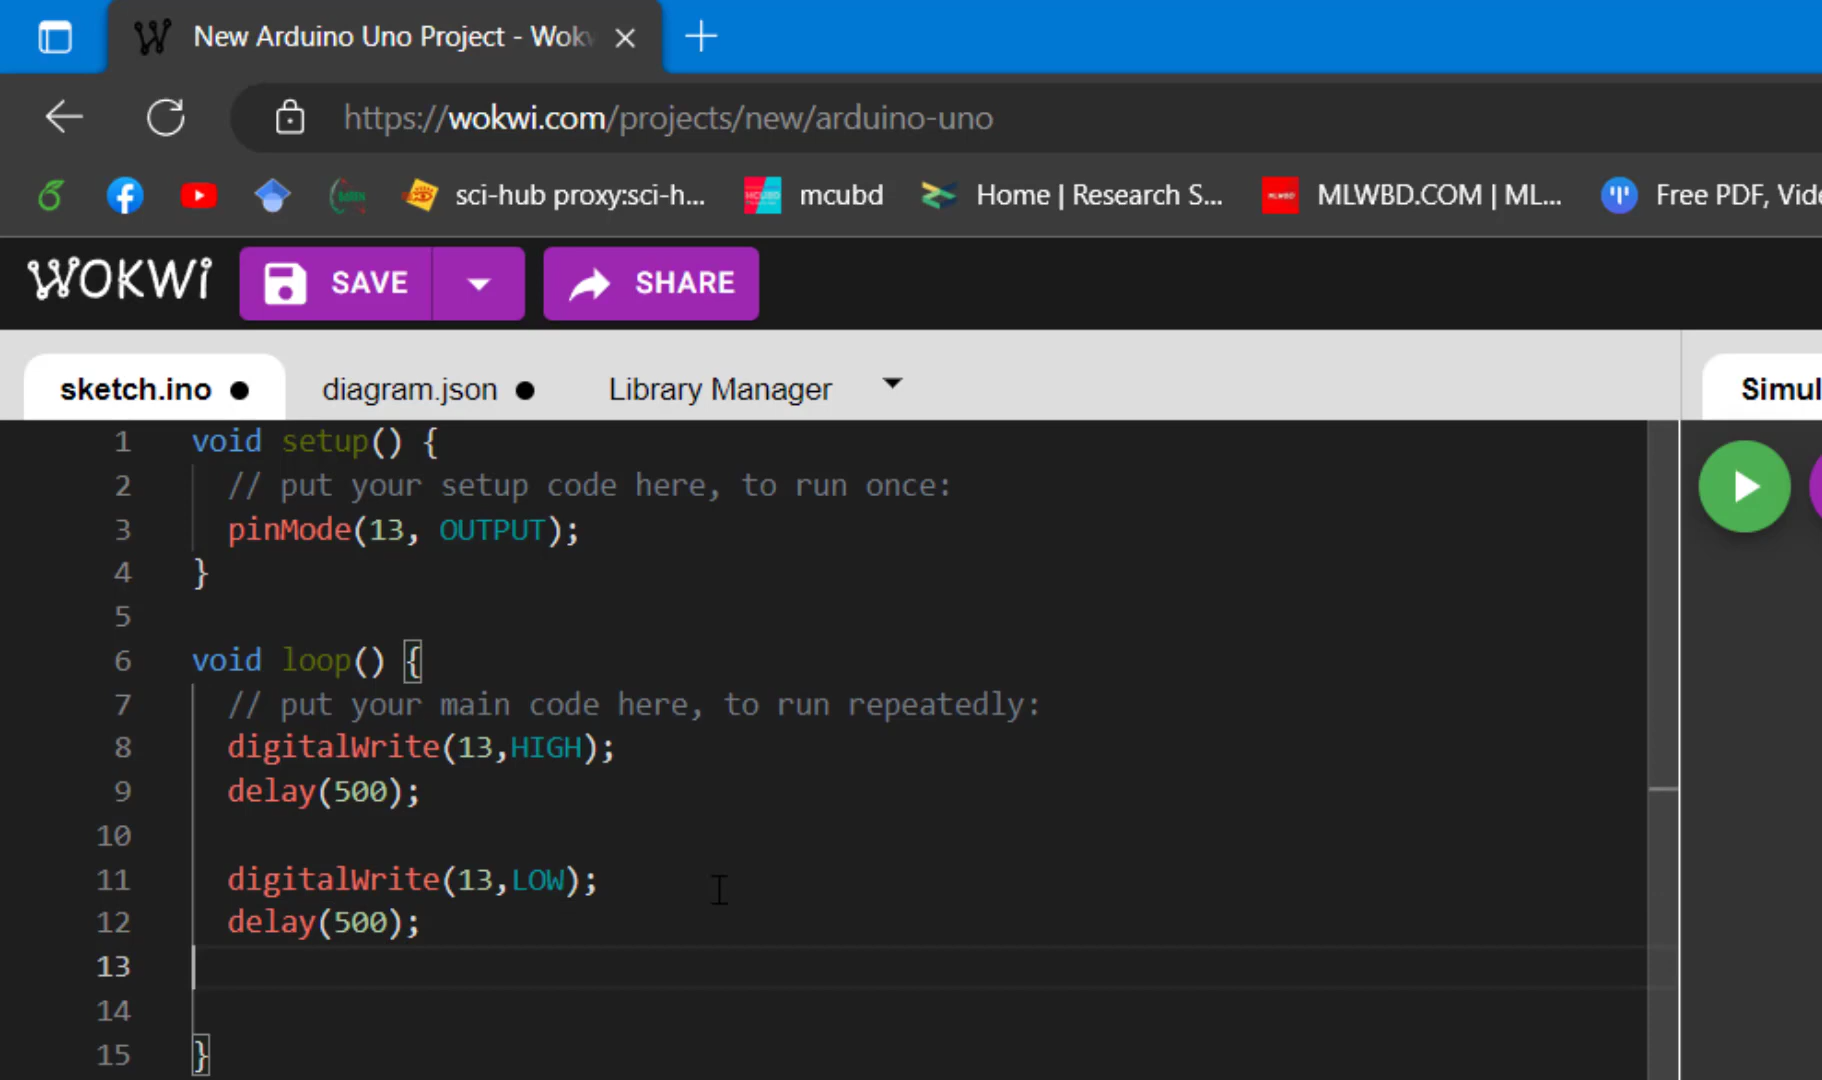 New Arduino Uno Project - Wokw
https://wokwi.com/projects/new/arduino-uno
sci-hub proxy:sci-h... mcubd Home | Research S... MLWBD.COM | ML... Free PDF, Vide
WOKWi SAVE SHARE
sketch.ino diagram.json Library Manager Simul
1 void setup() {
2 // put your setup code here, to run once:
3 pinMode(13, OUTPUT);
4 }
5
6 void loop() {
7 // put your main code here, to run repeatedly:
8 digitalWrite(13,HIGH);
9 delay(500);
10
11 digitalWrite(13,LOW);
12 delay(500);
13
14
15 }